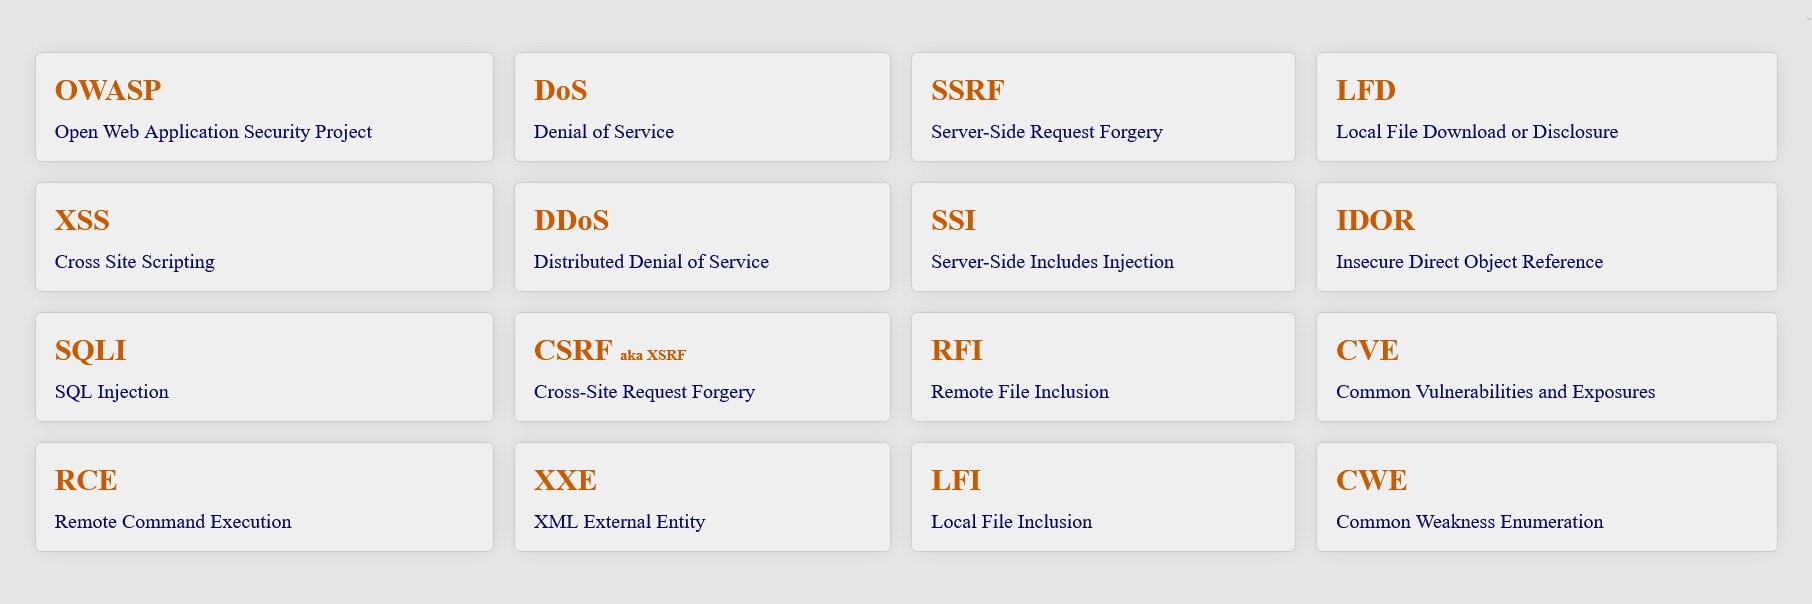 OWASP
Open Web Application Security Project
DoS
Denial of Service
SSRF
Server-Side Request Forgery
LFD
Local File Download or Disclosure
XSS
Cross Site Scripting
DDoS
Distributed Denial of Service
SSI
Server-Side Includes Injection
IDOR
Insecure Direct Object Reference
SQLI
SQL Injection
CSRF aka XSRF
Cross-Site Request Forgery
RFI
Remote File Inclusion
CVE
Common Vulnerabilities and Exposures
RCE
Remote Command Execution
XXE
XML External Entity
LFI
Local File Inclusion
CWE
Common Weakness Enumeration